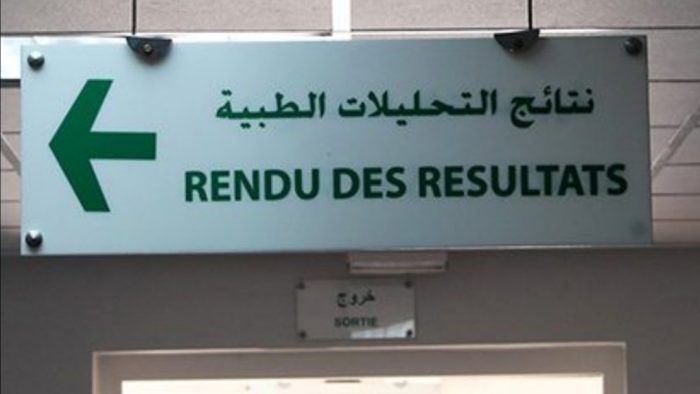 نتائج التحليلات الطبية
RENDU DES RESULTATS
خروج
SORTIE